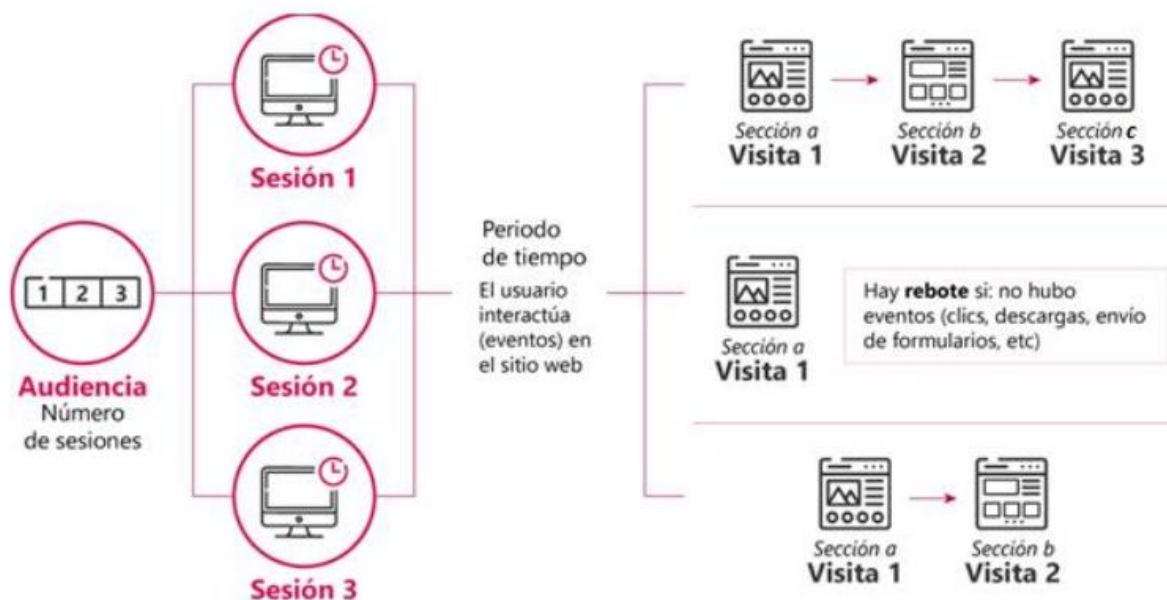 1 2 3
Audiencia
Número
de sesiones
Sesión 1
Sesión 2
Sesión 3
Periodo
de tiempo
El usuario
interactúa
(eventos) en
el sitio web
Sección a
Visita 1
Sección b
Visita 2
Sección c
Visita 3
Sección a
Visita 1
Hay rebote si: no hubo
eventos (clics, descargas, envío
de formularios, etc)
Sección a
Visita 1
Sección b
Visita 2